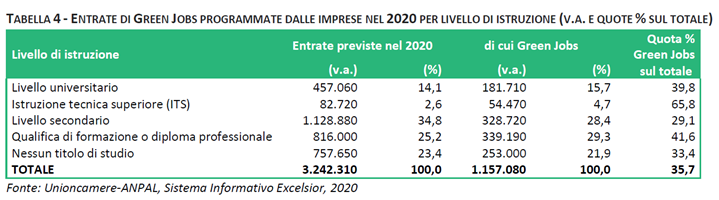 TABELLA 4 - ENTRATE DI GREEN JOBS PROGRAMMATE DALLE IMPRESE NEL 2020 PER LIVELLO DI ISTRUZIONE (V.A. E QUOTE % SUL TOTALE)
Livello di istruzione Entrate previste nel 2020 di cui Green Jobs Quota % Green Jobs sul totale
(v.a.) (%) (v.a.) (%)
Livello universitario 457.060 14,1 181.710 15,7 39,8
Istruzione tecnica superiore (ITS) 82.720 2,6 54.470 4,7 65,8
Livello secondario 1.128.880 34,8 328.720 28,4 29,1
Qualifica di formazione o diploma professionale 816.000 25,2 339.190 29,3 41,6
Nessun titolo di studio 757.650 23,4 253.000 21,9 33,4
TOTALE 3.242.310 100,0 1.157.080 100,0 35,7
Fonte: Unioncamere-ANPAL, Sistema Informativo Excelsior, 2020